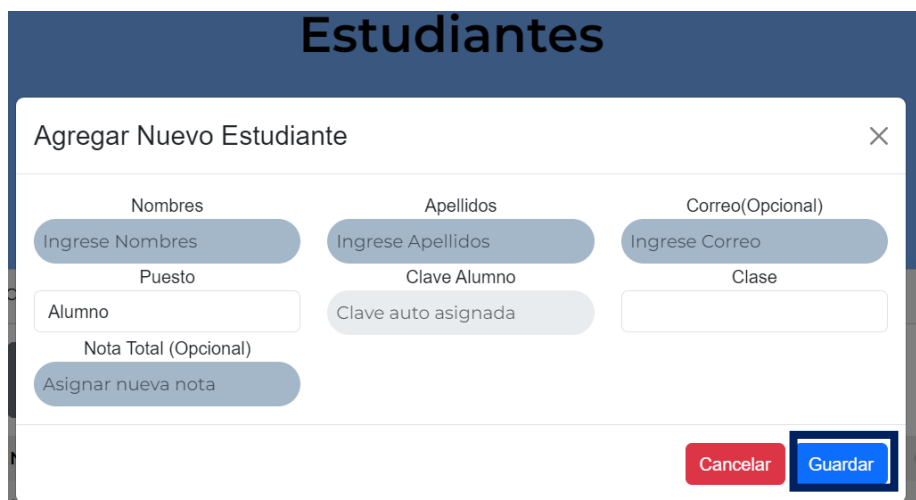 Estudiantes
Agregar Nuevo Estudiante
Nombres Apellidos Correo(Opcional)
Ingrese Nombres Ingrese Apellidos Ingrese Correo
Puesto Clave Alumno Clase
Alumno Clave auto asignada
Nota Total (Opcional)
Asignar nueva nota
Cancelar Guardar